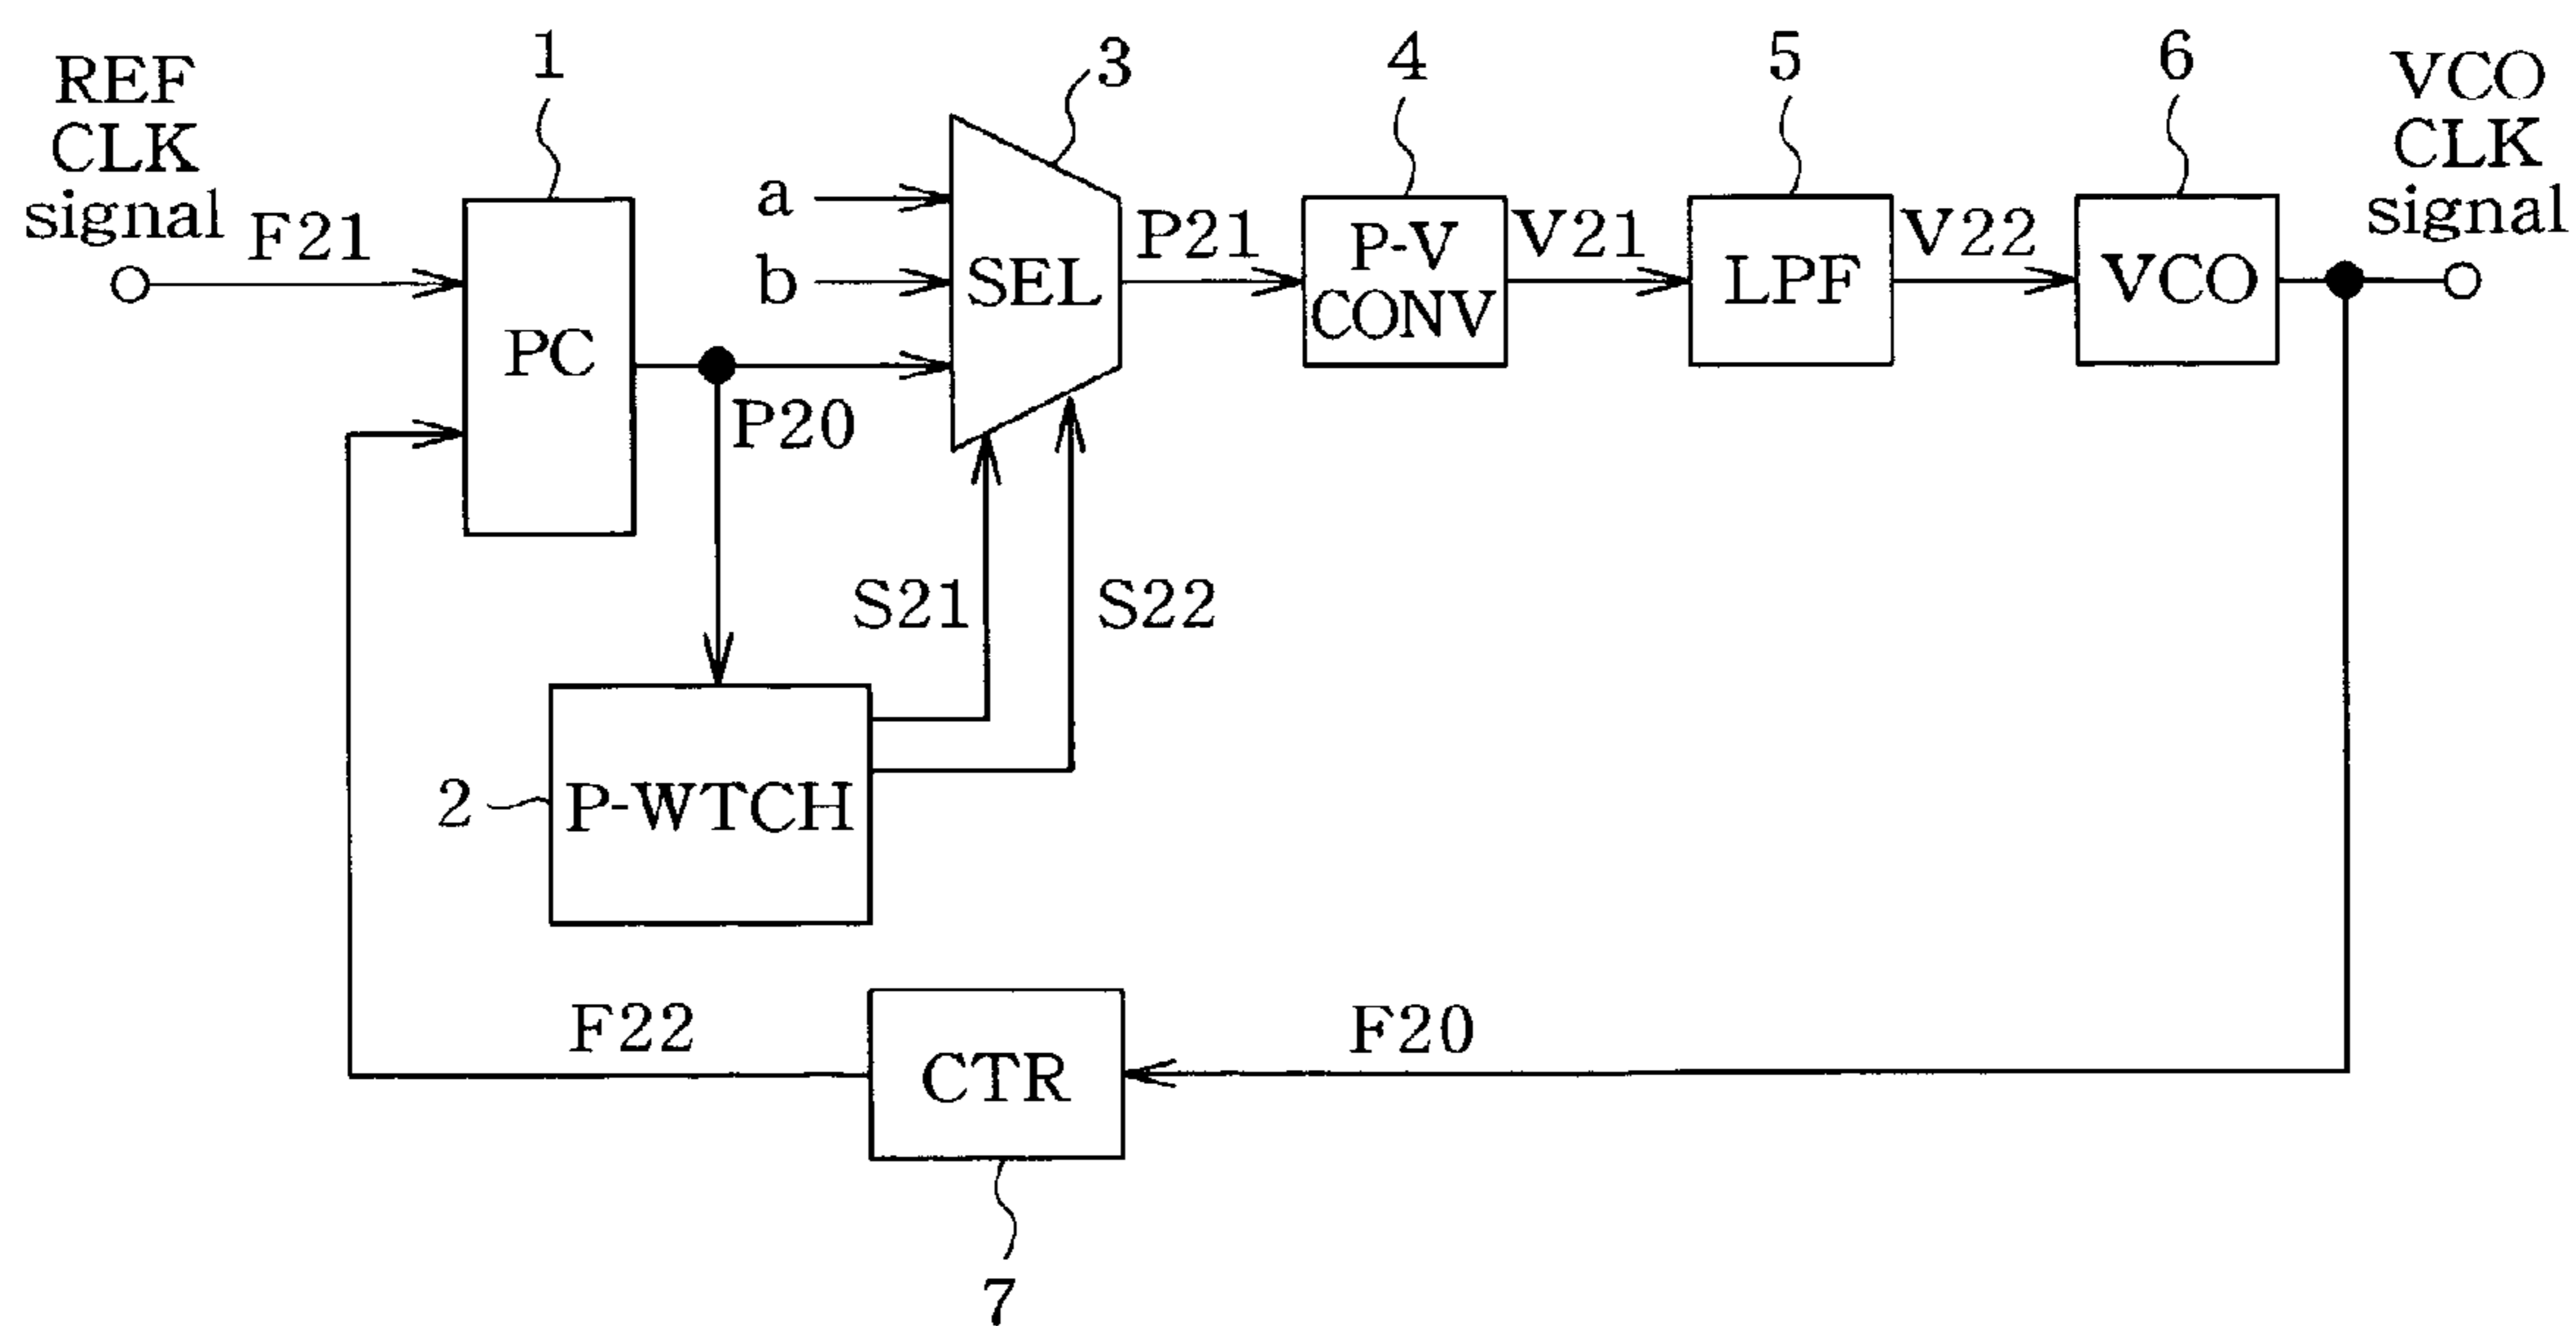 REF
CLK
signal
F21
1
PC
P20
a
b
3
SEL
P21
4
P-V
CONV
V21
5
LPF
V22
6
VCO
VCO
CLK
signal
S21
S22
2
P-WTCH
F22
CTR
F20
7